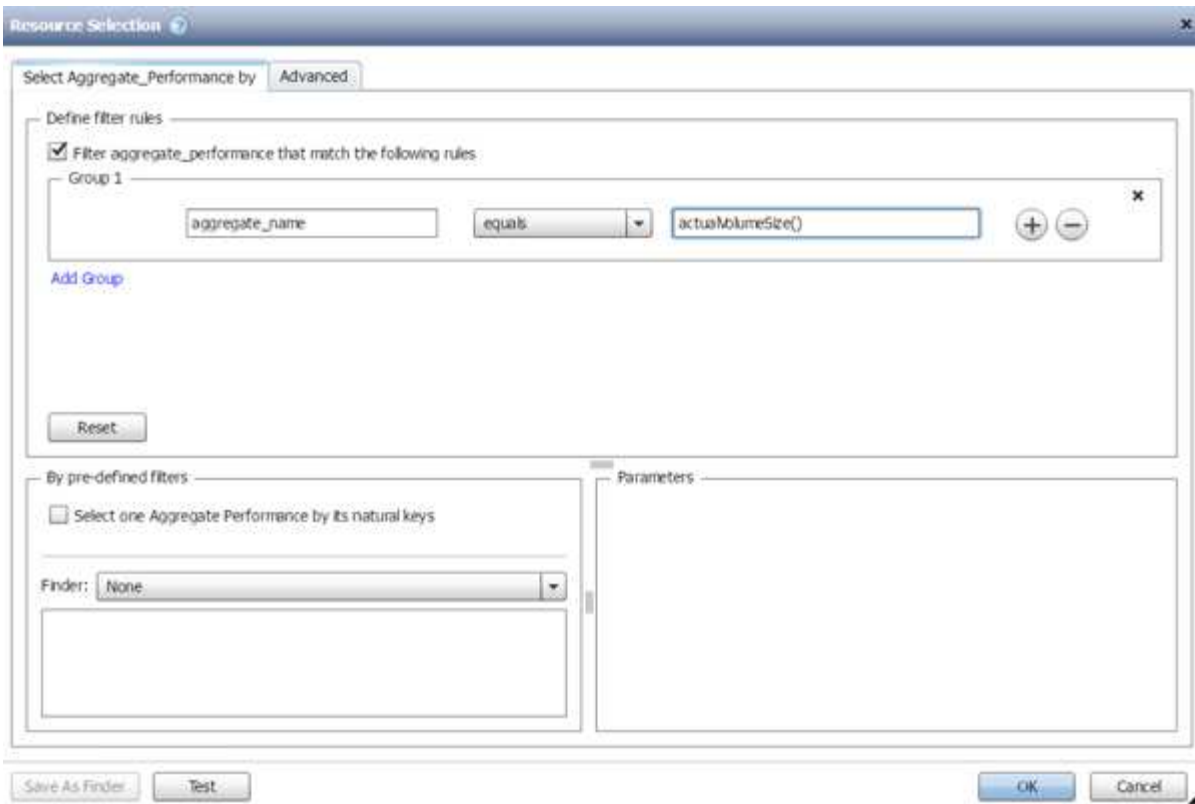 Resource Selection ?
Select Aggregate_Performance by
Advanced
Define filter rules
Filter aggregate_performance that match the following rules
Group 1
aggregate_name
equals
actualVolumeSize()
Add Group
Reset
By pre-defined filters
Select one Aggregate Performance by its natural keys
Finder:
None
Parameters
Save As Finder
Test
OK
Cancel